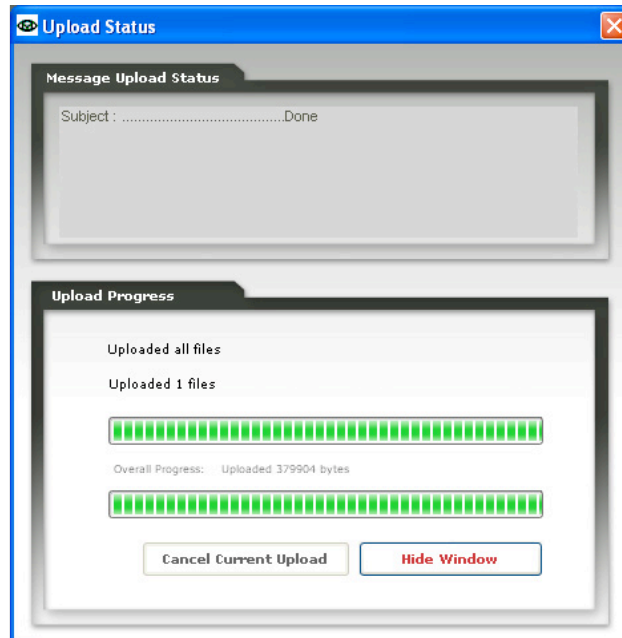 Upload Status
Message Upload Status
Subject : .........................................Done
Upload Progress
Uploaded all files
Uploaded 1 files
Overall Progress: Uploaded 379904 bytes
Cancel Current Upload Hide Window